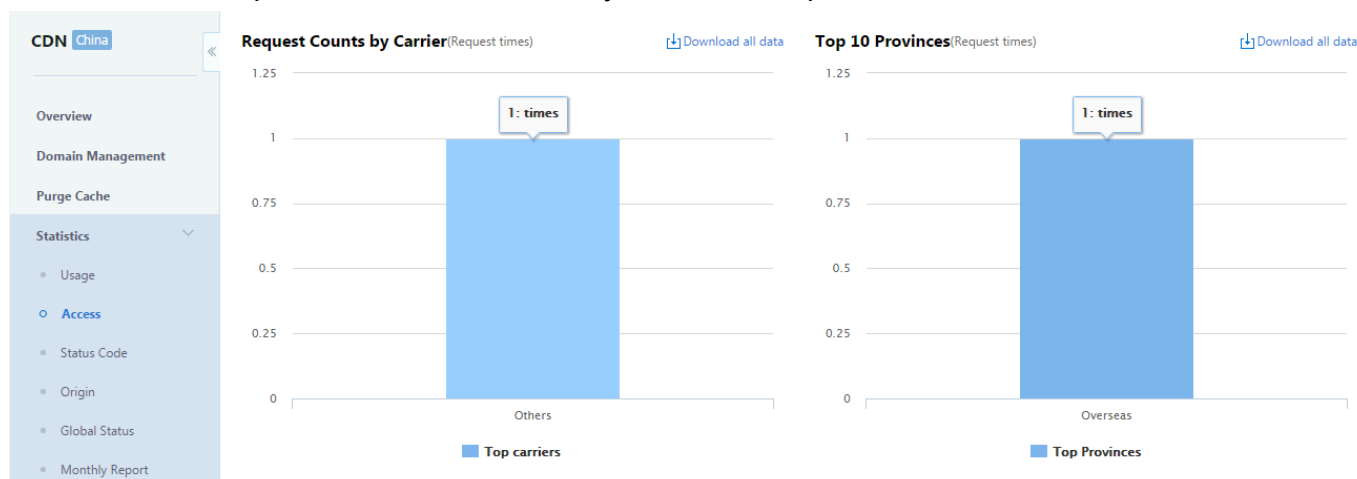 CDN China
«
Overview
Domain Management
Purge Cache
Statistics
Usage
Access
Status Code
Origin
Global Status
Monthly Report
Request Counts by Carrier(Request times)
Download all data
1.25
1
0.75
0.5
0.25
0
1: times
Others
Top carriers
Top 10 Provinces(Request times)
Download all data
1.25
1
0.75
0.5
0.25
0
1: times
Overseas
Top Provinces